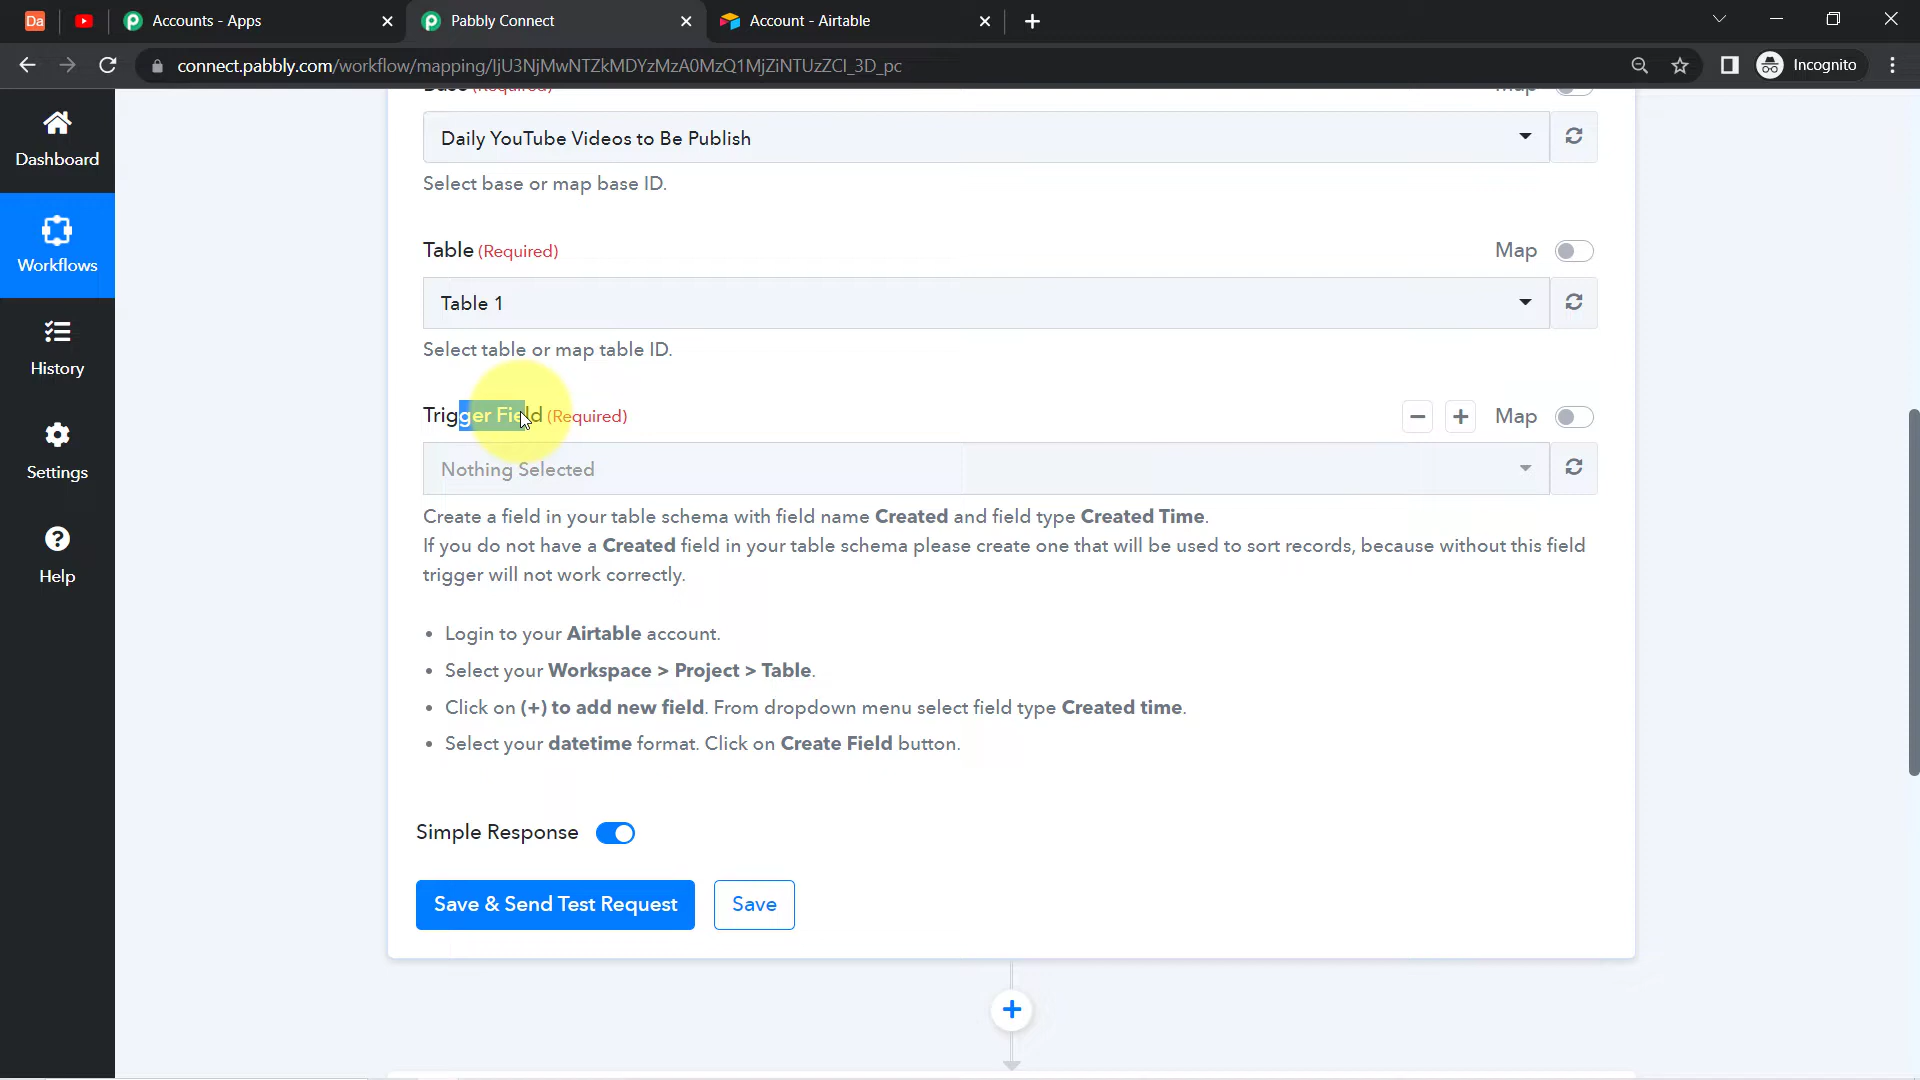 Da
Accounts - Apps
Pabbly Connect
Account - Airtable
connect.pabbly.com/workflow/mapping/IjU3NjMwNTZkMDYzMzA0MzQ1MjZiNTUzZCI_3D_pc
Incognito
Dashboard
Workflows
History
Settings
Help
Base (Required)
Map
Daily YouTube Videos to Be Publish
Select base or map base ID.
Table (Required)
Map
Table 1
Select table or map table ID.
Trigger Field (Required)
Map
Nothing Selected
Create a field in your table schema with field name Created and field type Created Time.
If you do not have a Created field in your table schema please create one that will be used to sort records, because without this field
trigger will not work correctly.
• Login to your Airtable account.
• Select your Workspace > Project > Table.
• Click on (+) to add new field. From dropdown menu select field type Created time.
• Select your datetime format. Click on Create Field button.
Simple Response
Save & Send Test Request
Save